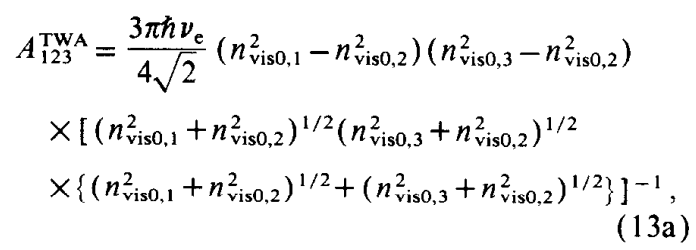 A_{123}^{TWA} = \frac{3\pi\hbar\nu_e}{4\sqrt{2}} (n_{vis0,1}^2 - n_{vis0,2}^2)(n_{vis0,3}^2 - n_{vis0,2}^2)
\times [(n_{vis0,1}^2 + n_{vis0,2}^2)^{1/2}(n_{vis0,3}^2 + n_{vis0,2}^2)^{1/2}
\times \{(n_{vis0,1}^2 + n_{vis0,2}^2)^{1/2} + (n_{vis0,3}^2 + n_{vis0,2}^2)^{1/2}\}]^{-1} ,
(13a)